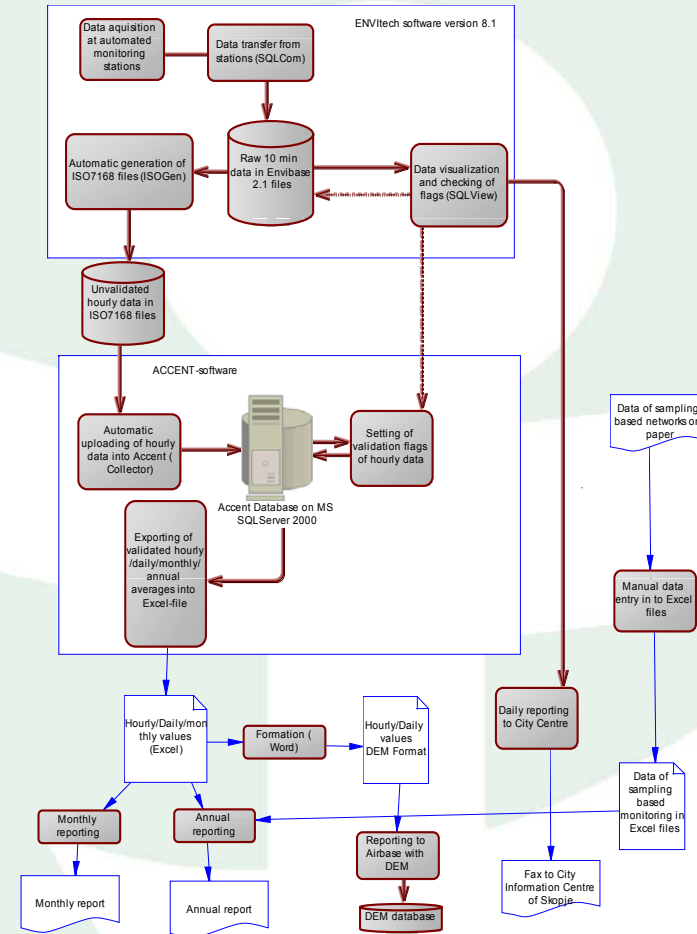 ENVItech software version 8.1
Data aquisition
at automated
monitoring
stations
Data transfer from
stations (SQLCom)
Automatic generation of
ISO7168 files (ISOGen)
Raw 10 min
data in Envibase
2.1 files
Data visualization
and checking of
flags (SQLView)
Unvalidated
hourly data in
ISO7168 files
ACCENT-software
Automatic
uploading of hourly
data into Accent (
Collector)
Setting of
validation flags
of hourly data
Accent Database on MS
SQLServer 2000
Exporting of
validated hourly
/daily/monthly/
annual
averages into
Excel-file
Data of sampling
based networks on
paper
Manual data
entry in to Excel
files
Hourly/Daily/mon
thly values
(Excel)
Formation (
Word)
Hourly/Daily
values
DEM Format
Daily reporting
to City Centre
Data of
sampling
based
monitoring in
Excel files
Monthly
reporting
Annual
reporting
Reporting to
Airbase with
DEM
Monthly report
Annual report
DEM database
Fax to City
Information Centre
of Skopje